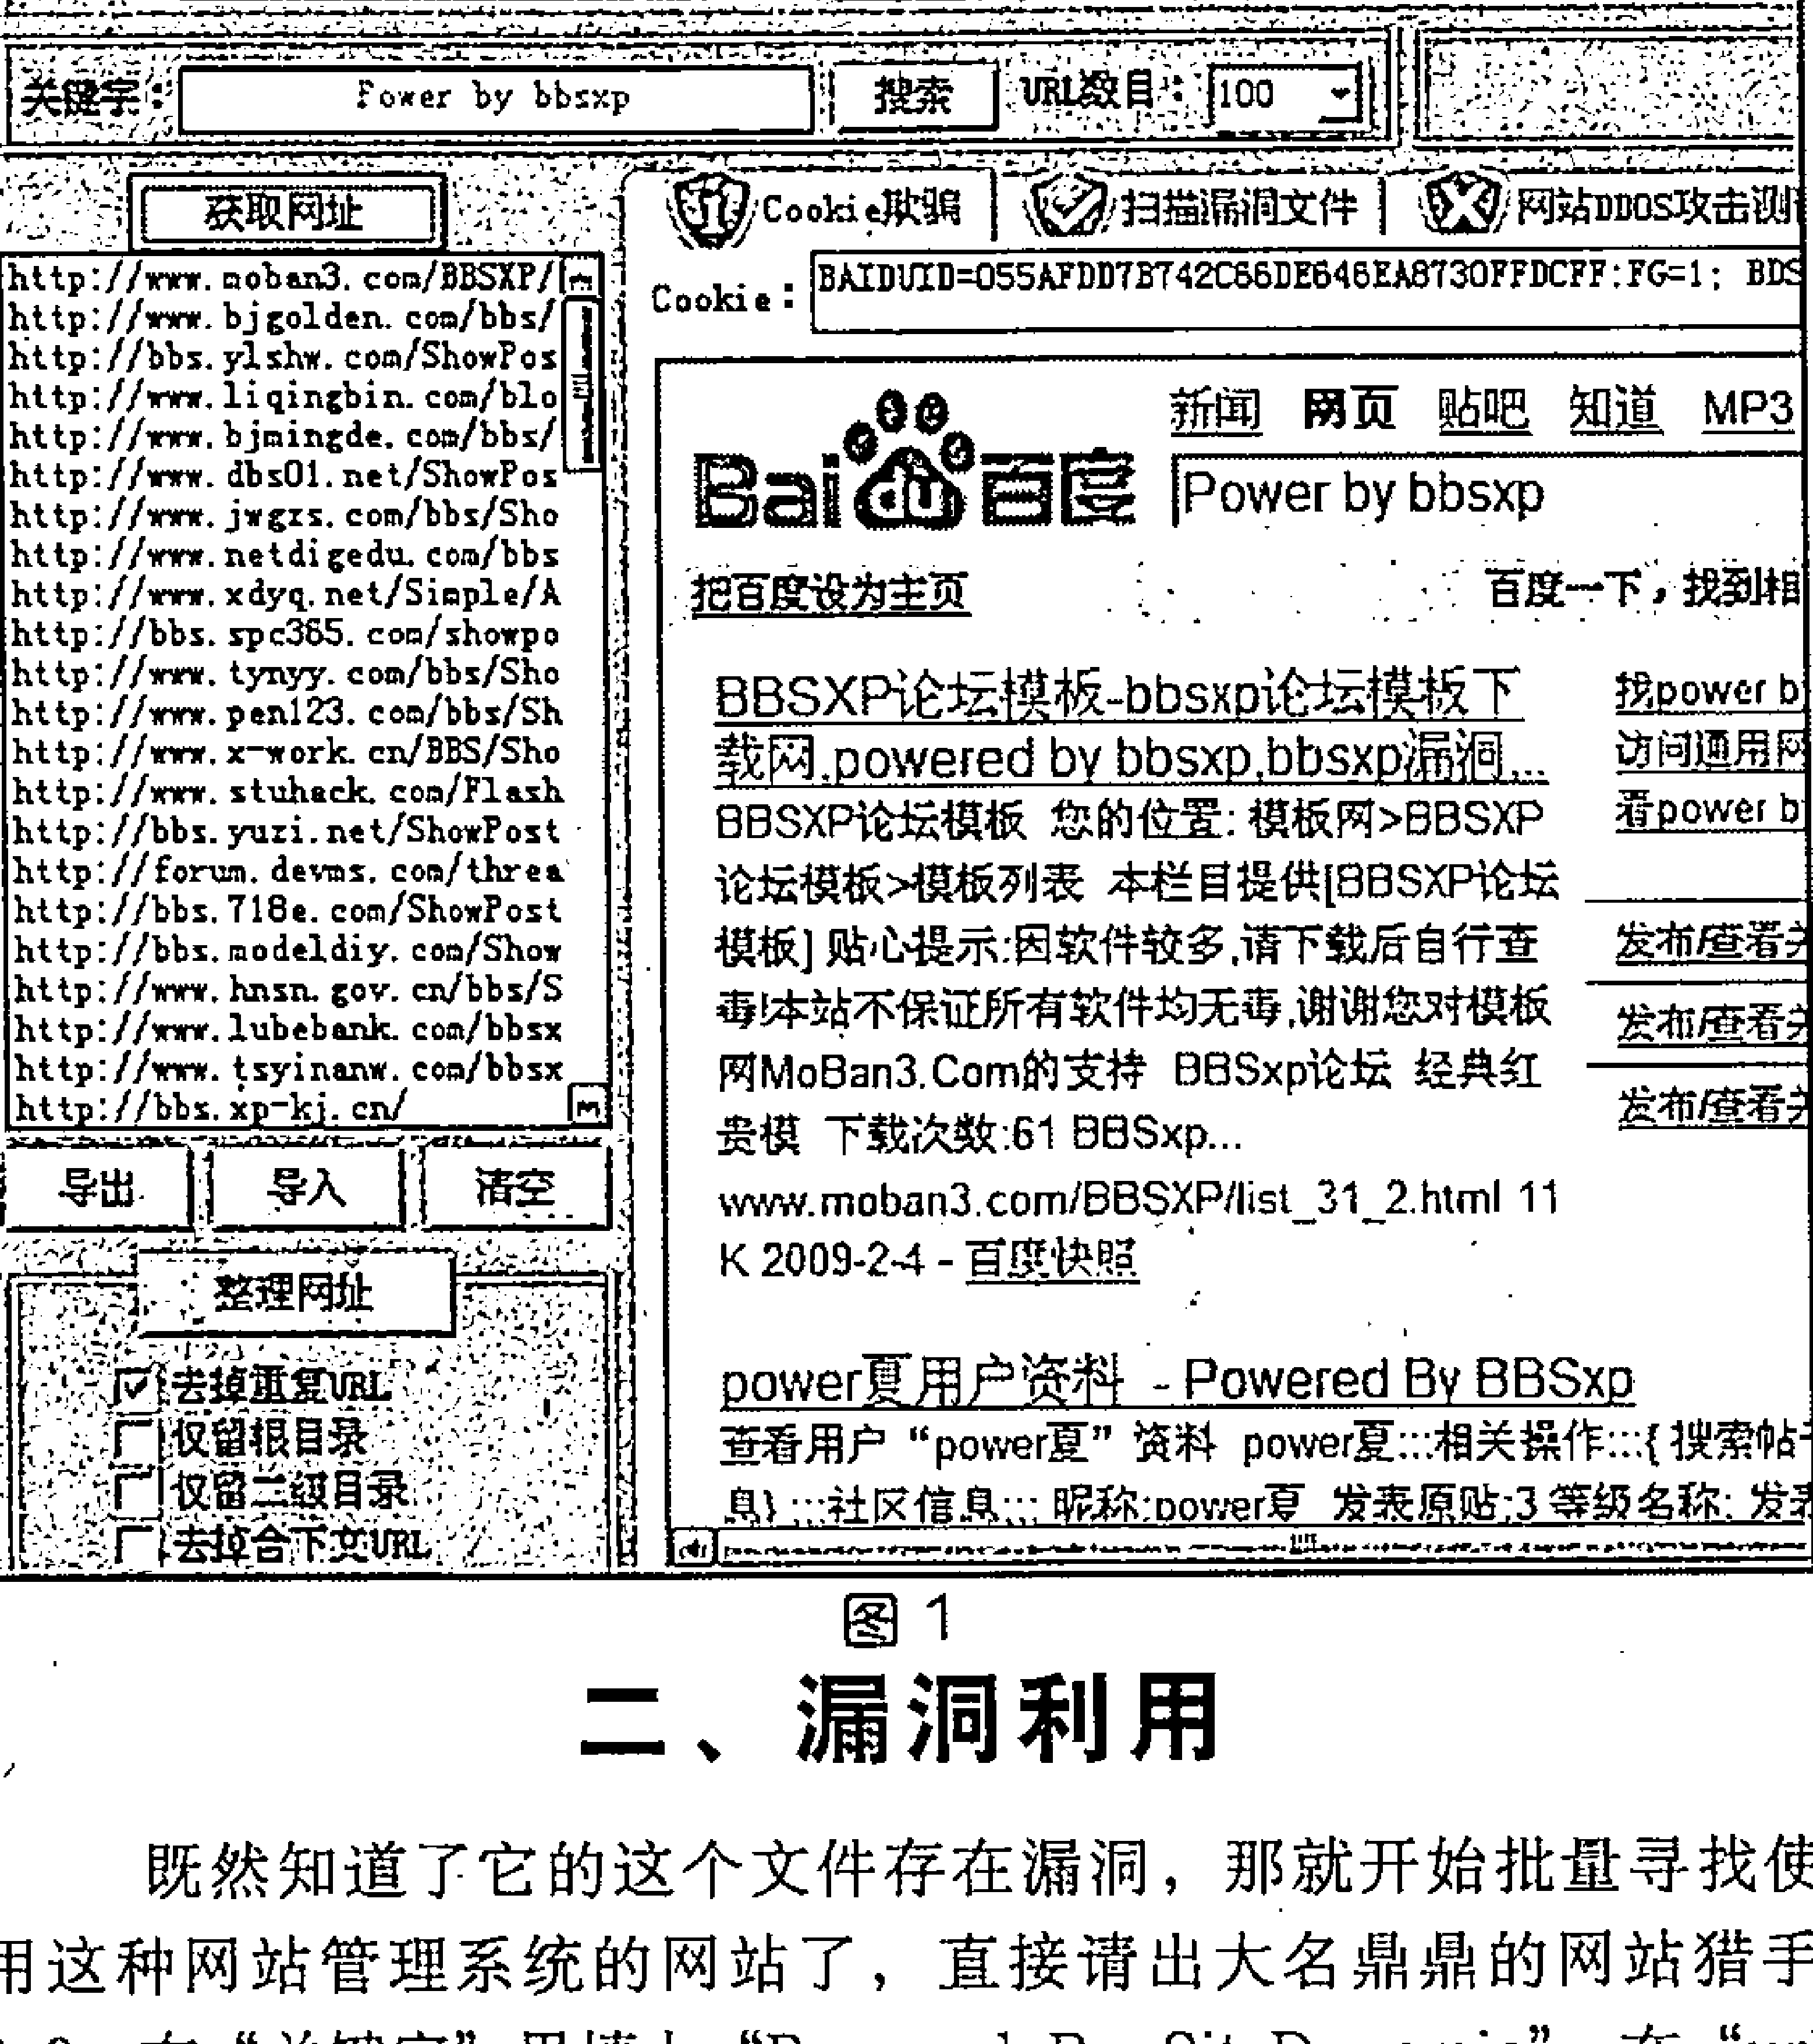 关键字: Power by bbsxp 搜索 URL数目: 100
获取网址
Cookie欺骗 扫描漏洞文件 网站DDOS攻击测
Cookie: BAIDUID=055AFDD7B742C66DE646EA8730FFDCFF:FG=1; BDS
http://www.moban3.com/BBSXP/
http://www.bjgolden.com/bbs/
http://bbs.ylshw.com/ShowPos
http://www.liqingbin.com/blo
http://www.bjmingde.com/bbs/
http://www.dbs01.net/ShowPos
http://www.jwgzs.com/bbs/Sho
http://www.netdigedu.com/bbs
http://www.xdyq.net/Simple/A
http://bbs.spc365.com/showpo
http://www.tynyy.com/bbs/Sho
http://www.pen123.com/bbs/Sh
http://www.x-work.cn/BBS/Sho
http://www.stuhack.com/Flash
http://bbs.yuzi.net/ShowPost
http://forum.devms.com/threa
http://bbs.718e.com/ShowPost
http://bbs.modeldiy.com/Show
http://www.hnsn.gov.cn/bbs/S
http://www.lubebank.com/bbsx
http://www.tsyinanw.com/bbsx
http://bbs.xp-kj.cn/
导出 导入 清空
整理网址
去掉重复URL
仅留根目录
仅留二级目录
去掉合下交URL
新闻 网页 贴吧 知道 MP3
Bai du 百度 Power by bbsxp
把百度设为主页 百度一下，找到相
BBSXP论坛模板-bbsxp论坛模板下
载网,powered by bbsxp,bbsxp漏洞...
BBSXP论坛模板 您的位置: 模板网>BBSXP
论坛模板>模板列表 本栏目提供[BBSXP论坛
模板] 贴心提示:因软件较多,请下载后自行查
毒!本站不保证所有软件均无毒,谢谢您对模板
网MoBan3.Com的支持 BBSxp论坛 经典红
贵模 下载次数:61 BBSxp...
www.moban3.com/BBSXP/list_31_2.html 11
K 2009-2-4 - 百度快照
找power b
访问通用网
看power b
发布/查看关
发布/查看关
发布/查看关
power夏用户资料 - Powered By BBSxp
查看用户 “power夏” 资料 power夏:::相关操作:::{ 搜索帖
息} :::社区信息::: 昵称:power夏 发表原贴:3 等级名称: 发表
图 1
二、漏洞利用
既然知道了它的这个文件存在漏洞，那就开始批量寻找使
用这种网站管理系统的网站了，直接请出大名鼎鼎的网站猎手